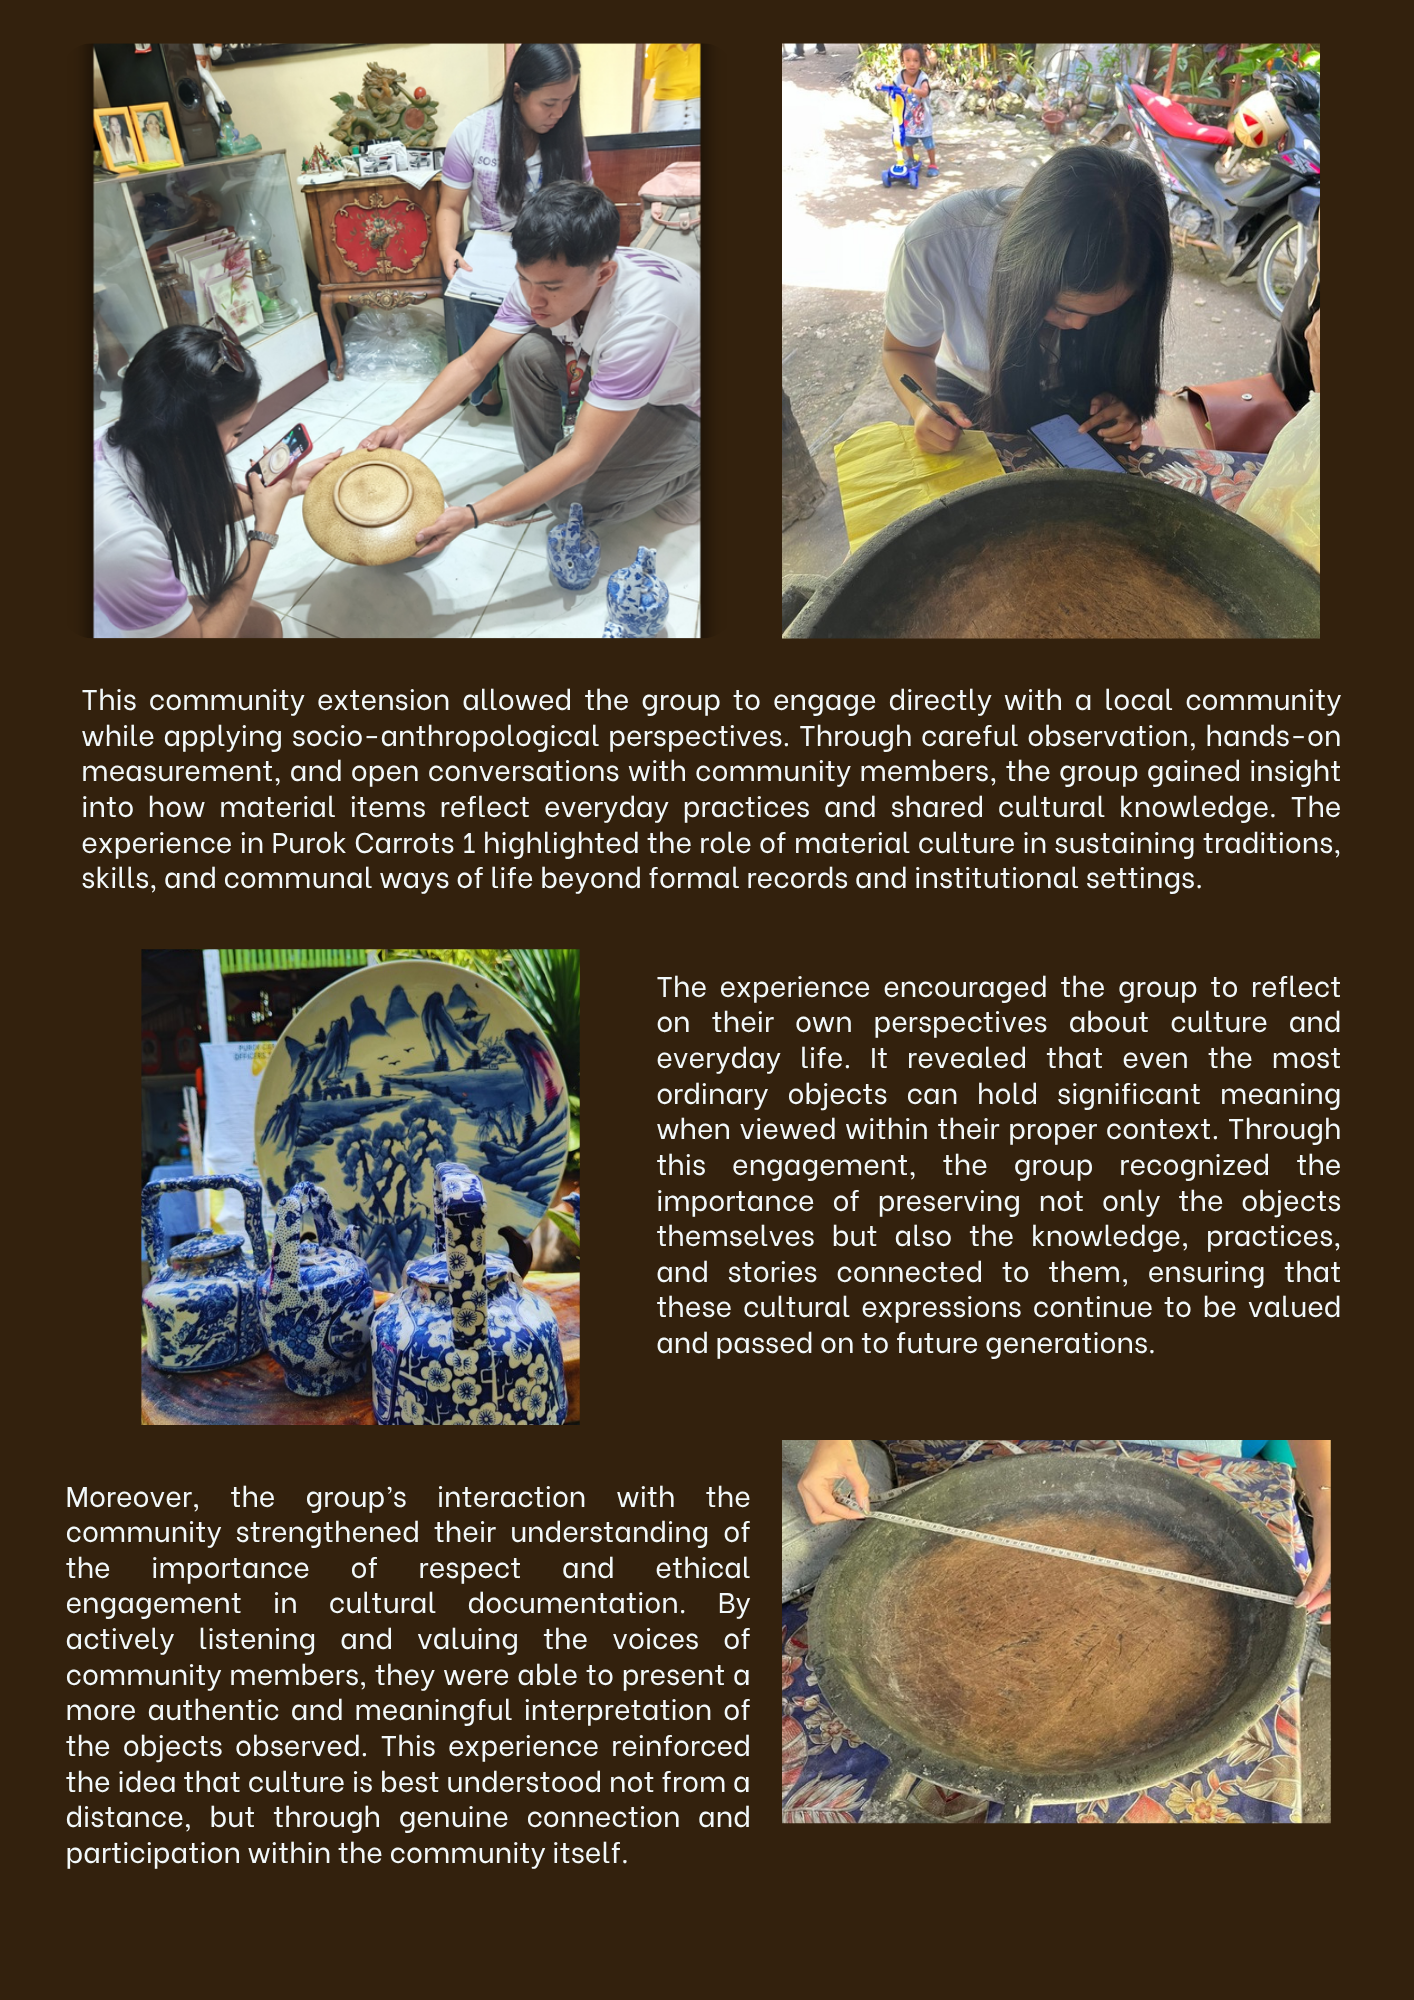 SOS
This community extension allowed the group to engage directly with a local community
while applying socio-anthropological perspectives. Through careful observation, hands-on
measurement, and open conversations with community members, the group gained insight
into how material items reflect everyday practices and shared cultural knowledge. The
experience in Purok Carrots 1 highlighted the role of material culture in sustaining traditions,
skills, and communal ways of life beyond formal records and institutional settings.
The experience encouraged the group to reflect
on their own perspectives about culture and
everyday life. It revealed that even the most
ordinary objects can hold significant meaning
when viewed within their proper context. Through
this engagement, the group recognized the
importance of preserving not only the objects
themselves but also the knowledge, practices,
and stories connected to them, ensuring that
these cultural expressions continue to be valued
and passed on to future generations.
Moreover, the group’s interaction with the
community strengthened their understanding of
the importance of respect and ethical
engagement in cultural documentation. By
actively listening and valuing the voices of
community members, they were able to present a
more authentic and meaningful interpretation of
the objects observed. This experience reinforced
the idea that culture is best understood not from a
distance, but through genuine connection and
participation within the community itself.